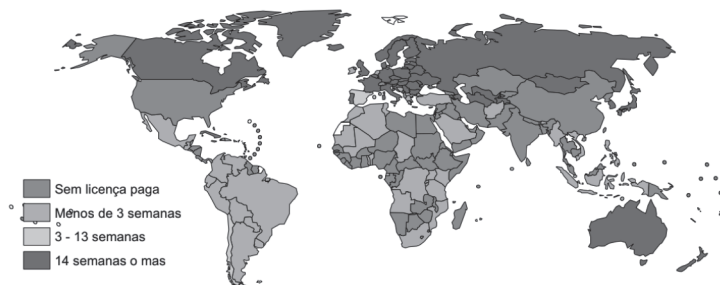 Sem licença paga
Menos de 3 semanas
3 - 13 semanas
14 semanas o mas